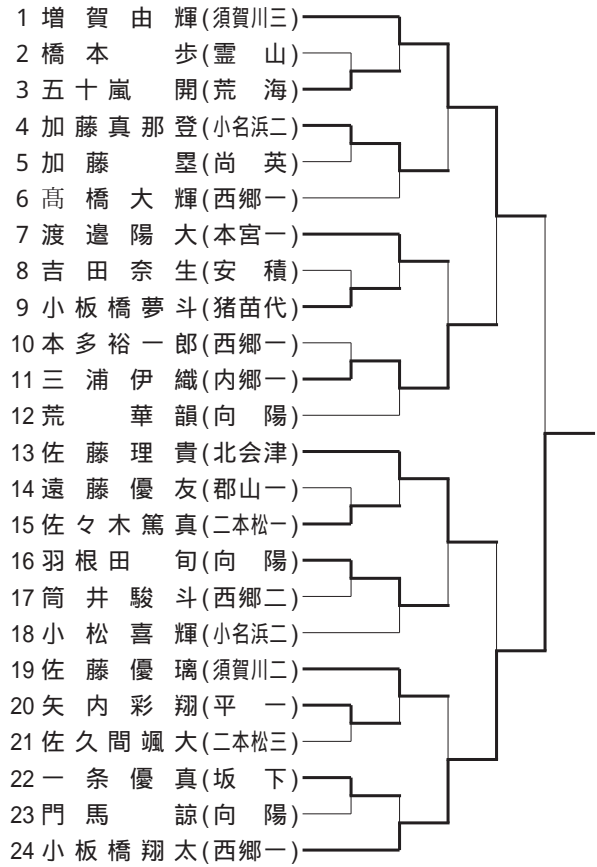 1 増賀由輝(須賀川三)
2 橋本歩(霊山)
3 五十嵐開(荒海)
4 加藤真那登(小名浜二)
5 加藤塁(尚英)
6 髙橋大輝(西郷一)
7 渡邉陽大(本宮一)
8 吉田奈生(安積)
9 小板橋夢斗(猪苗代)
10 本多裕一郎(西郷一)
11 三浦伊織(内郷一)
12 荒華韻(向陽)
13 佐藤理貴(北会津)
14 遠藤優友(郡山一)
15 佐々木篤真(二本松一)
16 羽根田旬(向陽)
17 筒井駿斗(西郷二)
18 小松喜輝(小名浜二)
19 佐藤優璃(須賀川二)
20 矢内彩翔(平一)
21 佐久間颯大(二本松三)
22 一条優真(坂下)
23 門馬諒(向陽)
24 小板橋翔太(西郷一)